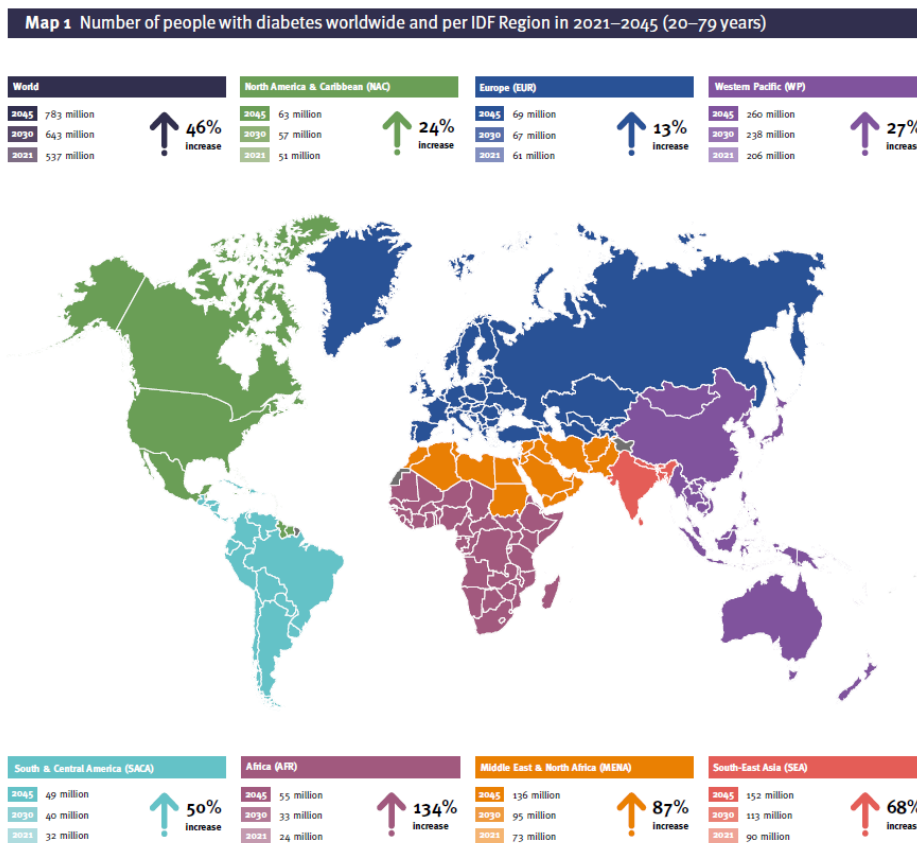 Map 1 Number of people with diabetes worldwide and per IDF Region in 2021–2045 (20–79 years)
World
2045 783 million
2030 643 million
2021 537 million
46%
increase
North America & Caribbean (NAC)
2045 63 million
2030 57 million
2021 51 million
24%
increase
Europe (EUR)
2045 69 million
2030 67 million
2021 61 million
13%
increase
Western Pacific (WP)
2045 260 million
2030 238 million
2021 206 million
27%
increase
South & Central America (SACA)
2045 49 million
2030 40 million
2021 32 million
50%
increase
Africa (AFR)
2045 55 million
2030 33 million
2021 24 million
134%
increase
Middle East & North Africa (MENA)
2045 136 million
2030 95 million
2021 73 million
87%
increase
South-East Asia (SEA)
2045 152 million
2030 113 million
2021 90 million
68%
increase